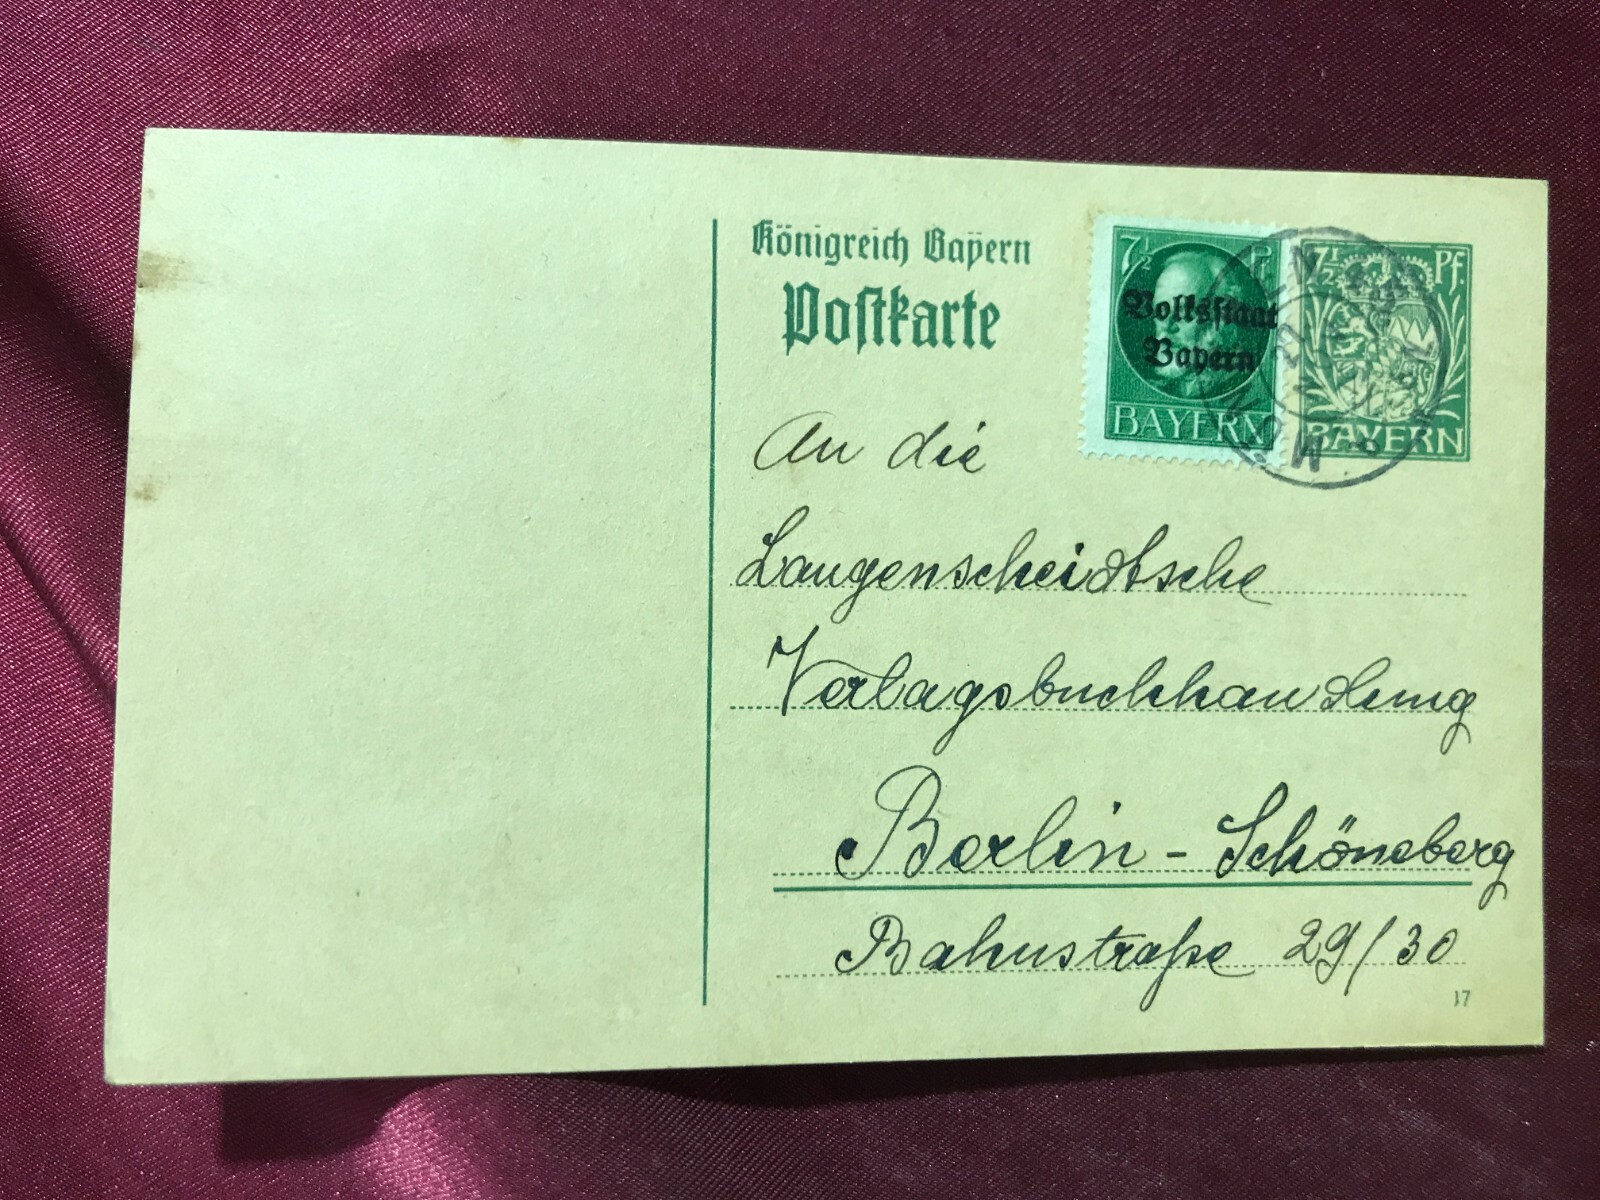 Königreich Bayern
Postkarte
7½ Pf
Volksstaat
Bayern
BAYERN
7½ Pf.
BAYERN
An die
Langenscheidtsche
Verlagsbuchhandlung
Berlin - Schöneberg
Bahnstraße 29/30
17